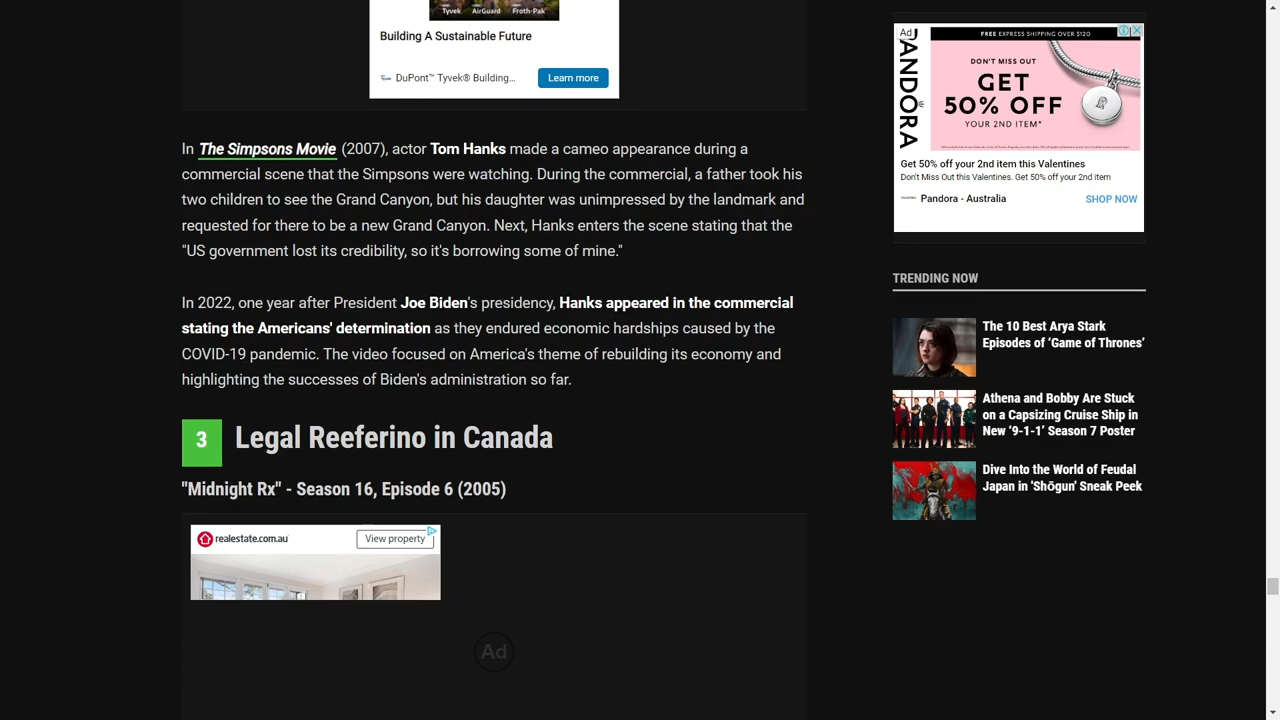 Tyvek AirGuard Froth-Pak
Building A Sustainable Future
DuPont™ Tyvek® Building...
Learn more
In The Simpsons Movie (2007), actor Tom Hanks made a cameo appearance during a
commercial scene that the Simpsons were watching. During the commercial, a father took his
two children to see the Grand Canyon, but his daughter was unimpressed by the landmark and
requested for there to be a new Grand Canyon. Next, Hanks enters the scene stating that the
"US government lost its credibility, so it's borrowing some of mine."
In 2022, one year after President Joe Biden's presidency, Hanks appeared in the commercial
stating the Americans' determination as they endured economic hardships caused by the
COVID-19 pandemic. The video focused on America's theme of rebuilding its economy and
highlighting the successes of Biden's administration so far.
3
Legal Reeferino in Canada
"Midnight Rx" - Season 16, Episode 6 (2005)
realestate.com.au
View property
Ad
Ad
PANDORA
FREE EXPRESS SHIPPING OVER $120
DON'T MISS OUT
GET
50% OFF
YOUR 2ND ITEM*
Get 50% off your 2nd item this Valentines
Don't Miss Out this Valentines. Get 50% off your 2nd item
Pandora - Australia
SHOP NOW
TRENDING NOW
The 10 Best Arya Stark
Episodes of ‘Game of Thrones’
Athena and Bobby Are Stuck
on a Capsizing Cruise Ship in
New ‘9-1-1’ Season 7 Poster
Dive Into the World of Feudal
Japan in 'Shōgun' Sneak Peek